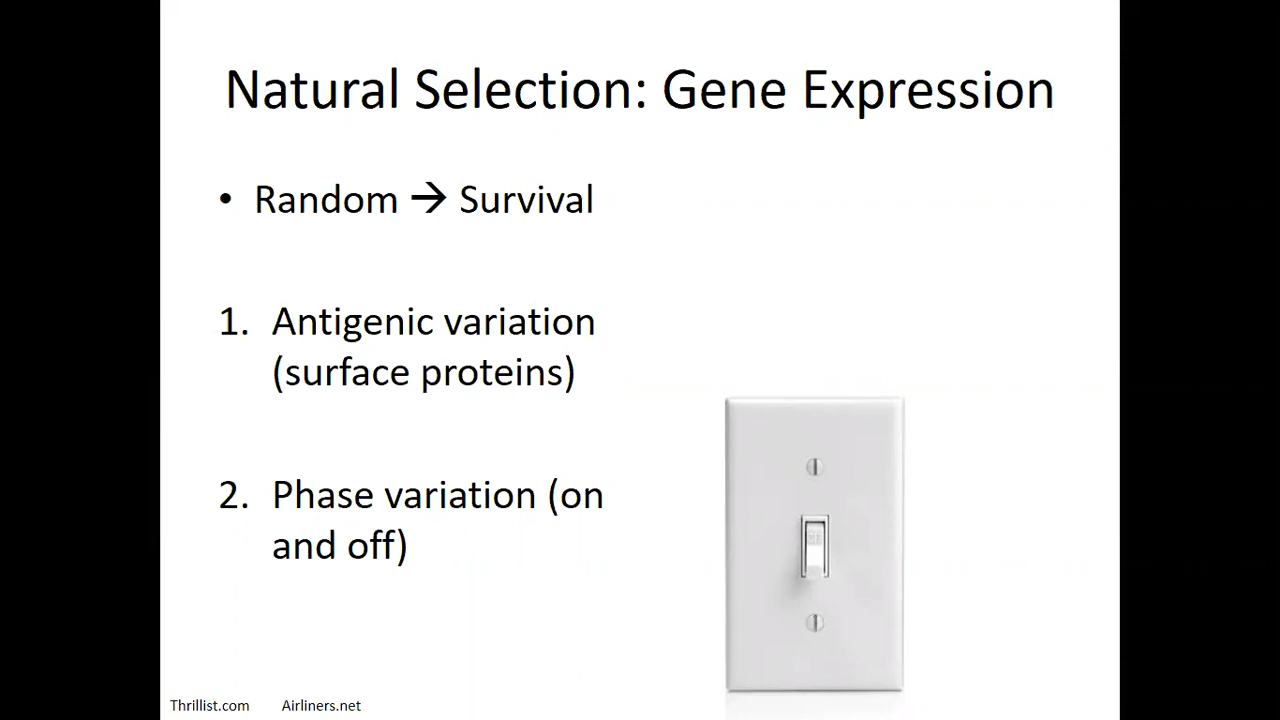 Natural Selection: Gene Expression
• Random → Survival
1. Antigenic variation
(surface proteins)
2. Phase variation (on
and off)
Thrillist.com Airliners.net